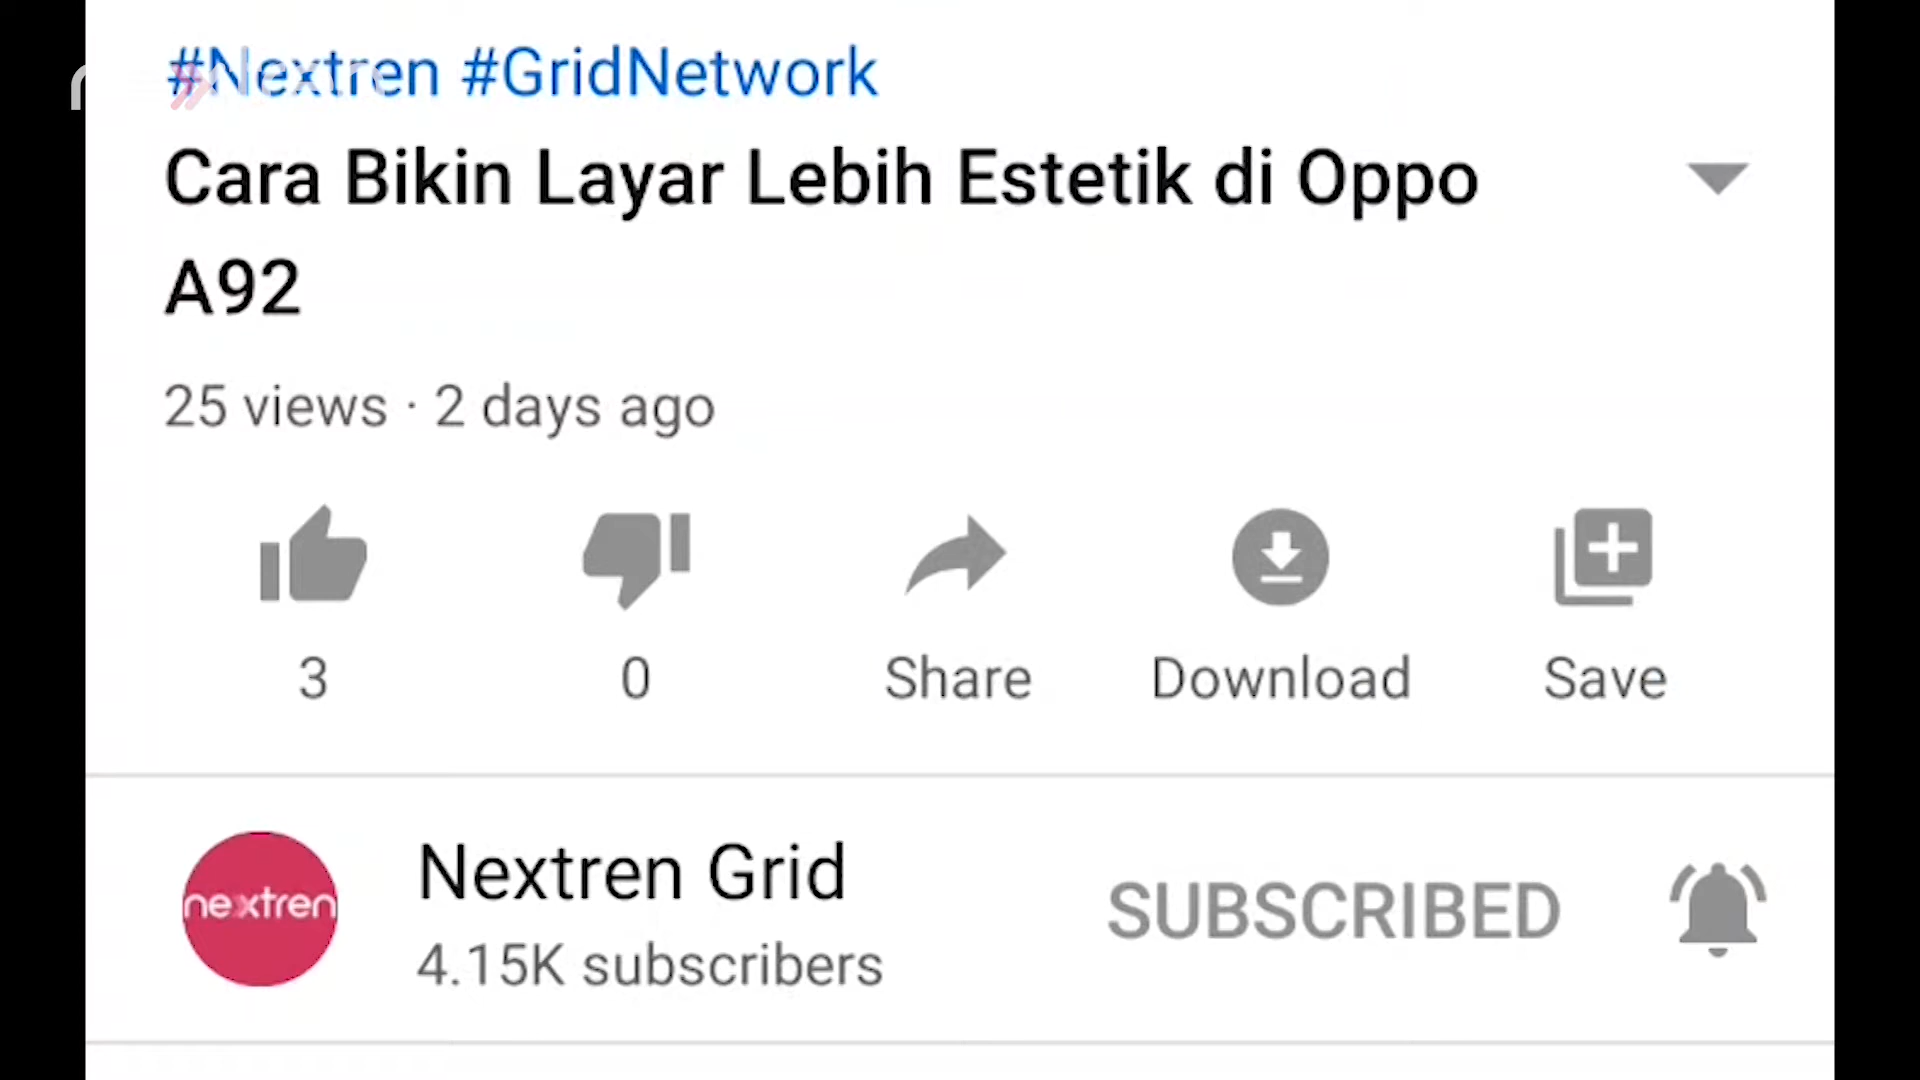 #Nextren #GridNetwork
Cara Bikin Layar Lebih Estetik di Oppo
A92
25 views · 2 days ago
3 0 Share Download Save
nextren
Nextren Grid
4.15K subscribers
SUBSCRIBED